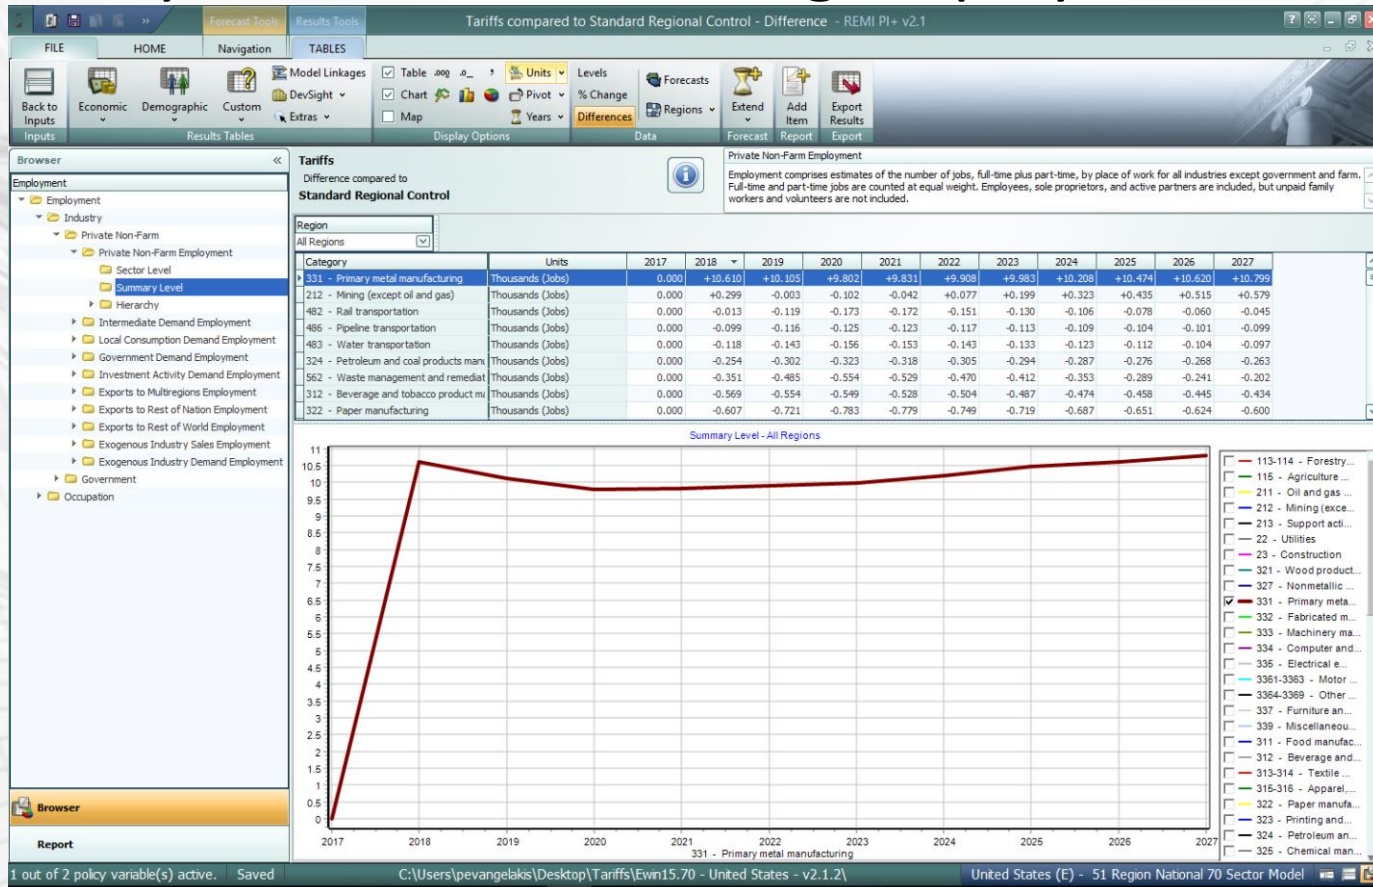 Forecast Tools
Results Tools
Tariffs compared to Standard Regional Control - Difference - REMI PI+ v2.1
FILE
HOME
Navigation
TABLES
Back to Inputs
Economic
Demographic
Custom
Model Linkages
DevSight
Extras
Table
Chart
Map
Units
Pivot
Years
Levels
% Change
Differences
Forecasts
Regions
Extend
Add Item
Export Results
Inputs
Results Tables
Display Options
Data
Forecast
Report
Export
Browser
Employment
Employment
Industry
Private Non-Farm
Private Non-Farm Employment
Sector Level
Summary Level
Hierarchy
Intermediate Demand Employment
Local Consumption Demand Employment
Government Demand Employment
Investment Activity Demand Employment
Exports to Multiregions Employment
Exports to Rest of Nation Employment
Exports to Rest of World Employment
Exogenous Industry Sales Employment
Exogenous Industry Demand Employment
Government
Occupation
Browser
Report
Tariffs
Difference compared to
Standard Regional Control
Private Non-Farm Employment
Employment comprises estimates of the number of jobs, full-time plus part-time, by place of work for all industries except government and farm.
Full-time and part-time jobs are counted at equal weight. Employees, sole proprietors, and active partners are included, but unpaid family
workers and volunteers are not included.
Region
All Regions
Category Units 2017 2018 2019 2020 2021 2022 2023 2024 2025 2026 2027
331 - Primary metal manufacturing Thousands (Jobs) 0.000 +10.610 +10.105 +9.802 +9.831 +9.908 +9.983 +10.208 +10.474 +10.620 +10.799
212 - Mining (except oil and gas) Thousands (Jobs) 0.000 +0.299 -0.003 -0.102 -0.042 +0.077 +0.199 +0.323 +0.435 +0.515 +0.579
482 - Rail transportation Thousands (Jobs) 0.000 -0.013 -0.119 -0.173 -0.172 -0.151 -0.130 -0.106 -0.078 -0.060 -0.045
486 - Pipeline transportation Thousands (Jobs) 0.000 -0.099 -0.116 -0.125 -0.123 -0.117 -0.113 -0.109 -0.104 -0.101 -0.099
483 - Water transportation Thousands (Jobs) 0.000 -0.118 -0.143 -0.156 -0.153 -0.143 -0.133 -0.123 -0.112 -0.104 -0.097
324 - Petroleum and coal products manu Thousands (Jobs) 0.000 -0.254 -0.302 -0.323 -0.318 -0.305 -0.294 -0.287 -0.276 -0.268 -0.263
562 - Waste management and remediat Thousands (Jobs) 0.000 -0.351 -0.485 -0.554 -0.529 -0.470 -0.412 -0.353 -0.289 -0.241 -0.202
312 - Beverage and tobacco product ma Thousands (Jobs) 0.000 -0.569 -0.554 -0.549 -0.528 -0.504 -0.487 -0.474 -0.458 -0.445 -0.434
322 - Paper manufacturing Thousands (Jobs) 0.000 -0.607 -0.721 -0.783 -0.779 -0.749 -0.719 -0.687 -0.651 -0.624 -0.600
Summary Level - All Regions
11
10.5
10
9.5
9
8.5
8
7.5
7
6.5
6
5.5
5
4.5
4
3.5
3
2.5
2
1.5
1
0.5
0
2017 2018 2019 2020 2021 2022 2023 2024 2025 2026 2027
331 - Primary metal manufacturing
113-114 - Forestry...
115 - Agriculture ...
211 - Oil and gas ...
212 - Mining (exce...
213 - Support acti...
22 - Utilities
23 - Construction
321 - Wood product...
327 - Nonmetallic ...
331 - Primary meta...
332 - Fabricated m...
333 - Machinery ma...
334 - Computer and...
335 - Electrical e...
3361-3363 - Motor ...
3364-3369 - Other ...
337 - Furniture an...
339 - Miscellaneou...
311 - Food manufac...
312 - Beverage and...
313-314 - Textile ...
315-316 - Apparel,...
322 - Paper manufa...
323 - Printing and...
324 - Petroleum an...
325 - Chemical man...
1 out of 2 policy variable(s) active. Saved
C:\Users\pevangelakis\Desktop\Tariffs\Ewin15.70 - United States - v2.1.2\
United States (E) - 51 Region National 70 Sector Model